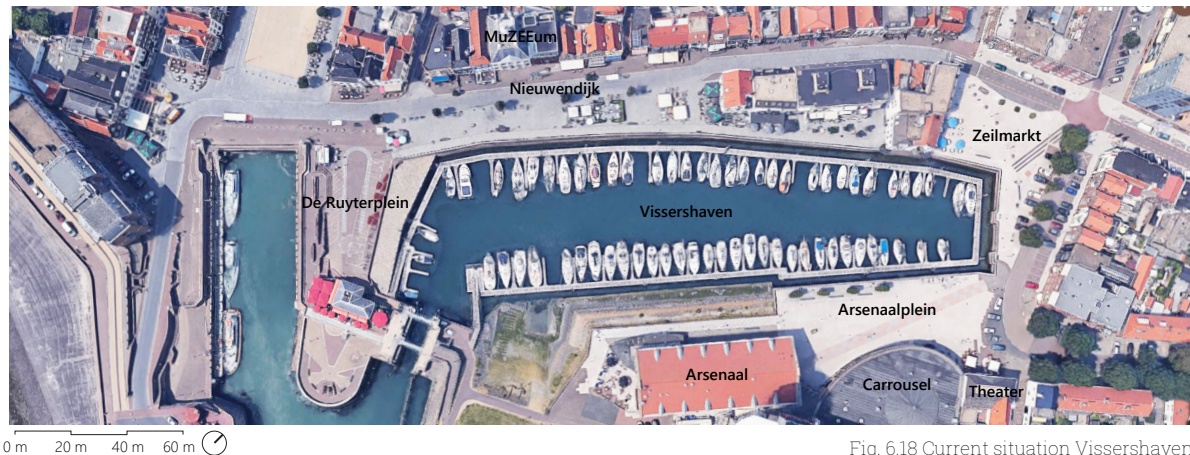 MuZEEum
Nieuwendijk
Zeilmarkt
De Ruyterplein
Vissershaven
Arsenaalplein
Arsenaal
Carrousel
Theater
0 m 20 m 40 m 60 m
Fig. 6.18 Current situation Vissershaven